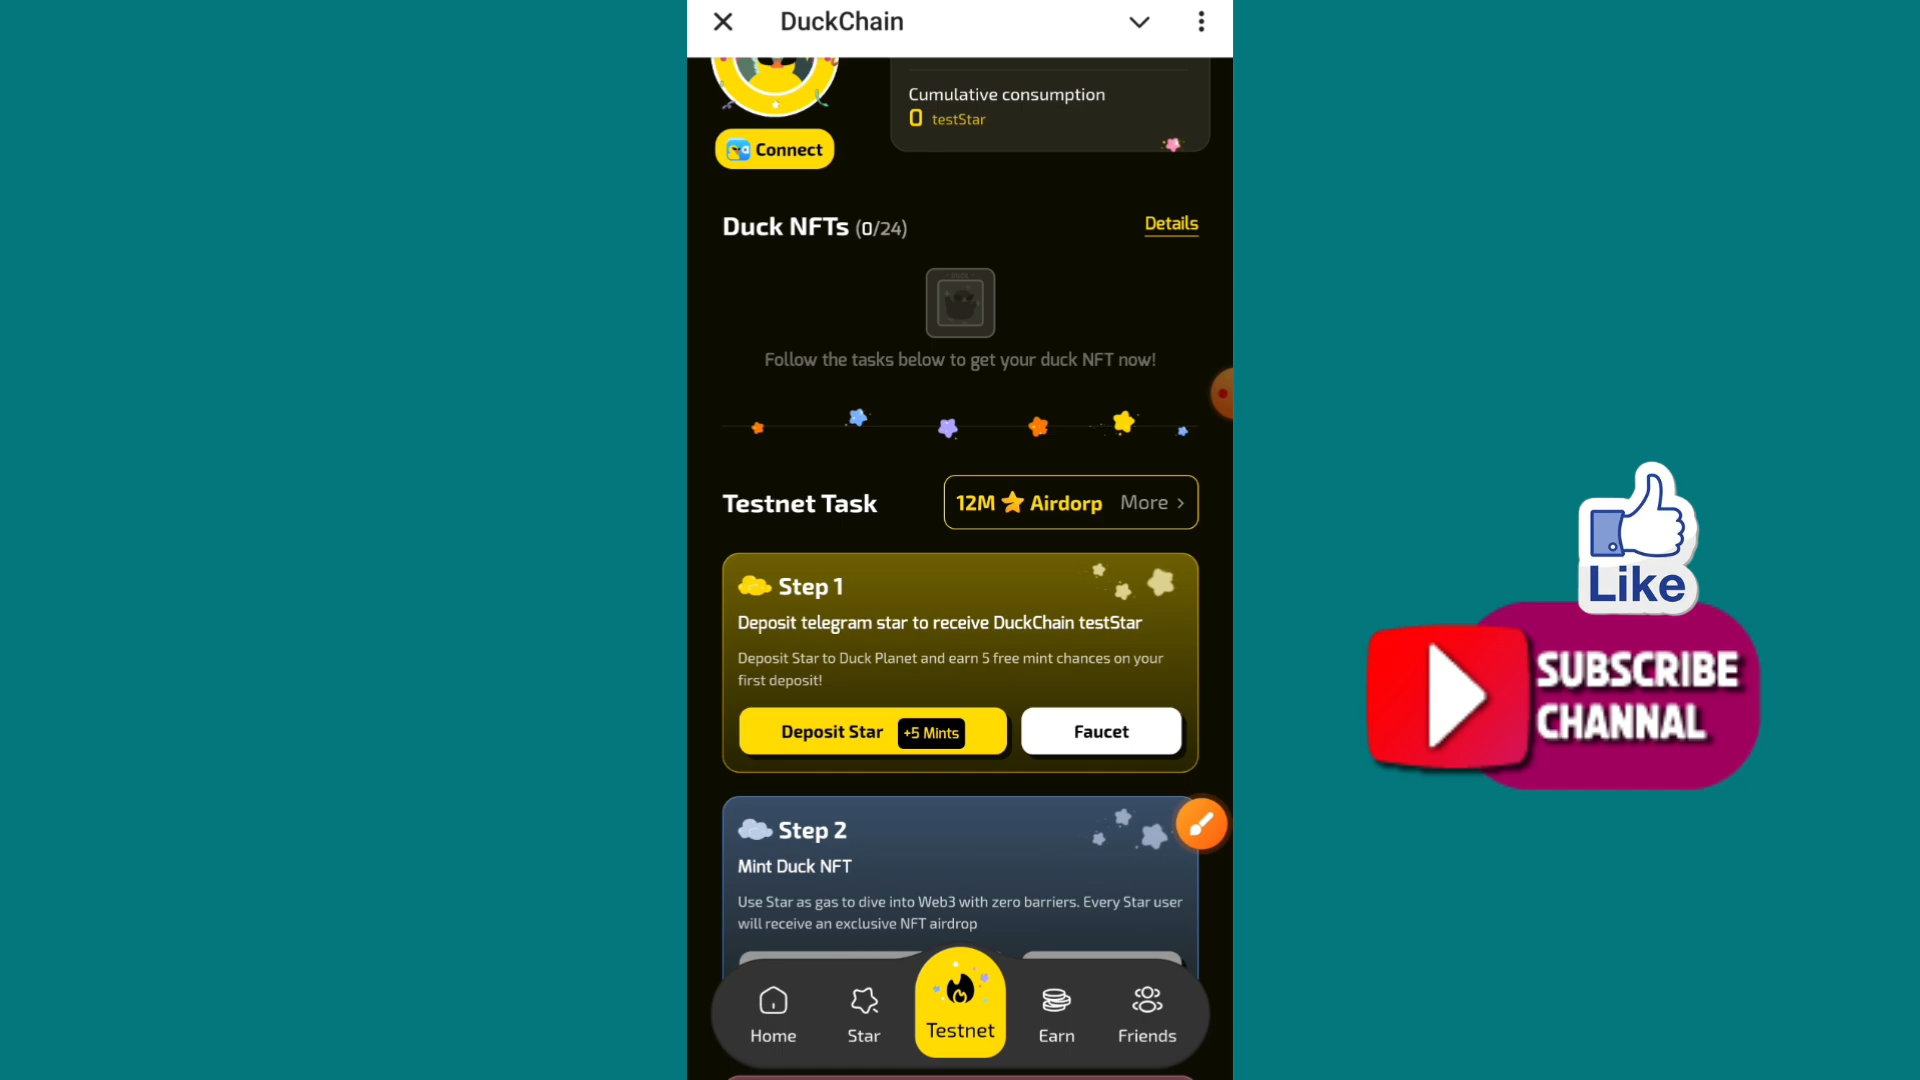 DuckChain
Cumulative consumption
0 testStar
Connect
Duck NFTs (0/24)
Details
Follow the tasks below to get your duck NFT now!
Testnet Task
12M Airdorp More >
Step 1
Deposit telegram star to receive DuckChain testStar
Deposit Star to Duck Planet and earn 5 free mint chances on your
first deposit!
Deposit Star +5 Mints
Faucet
Step 2
Mint Duck NFT
Use Star as gas to dive into Web3 with zero barriers. Every Star user
will receive an exclusive NFT airdrop
Home
Star
Testnet
Earn
Friends
Like
SUBSCRIBE
CHANNAL